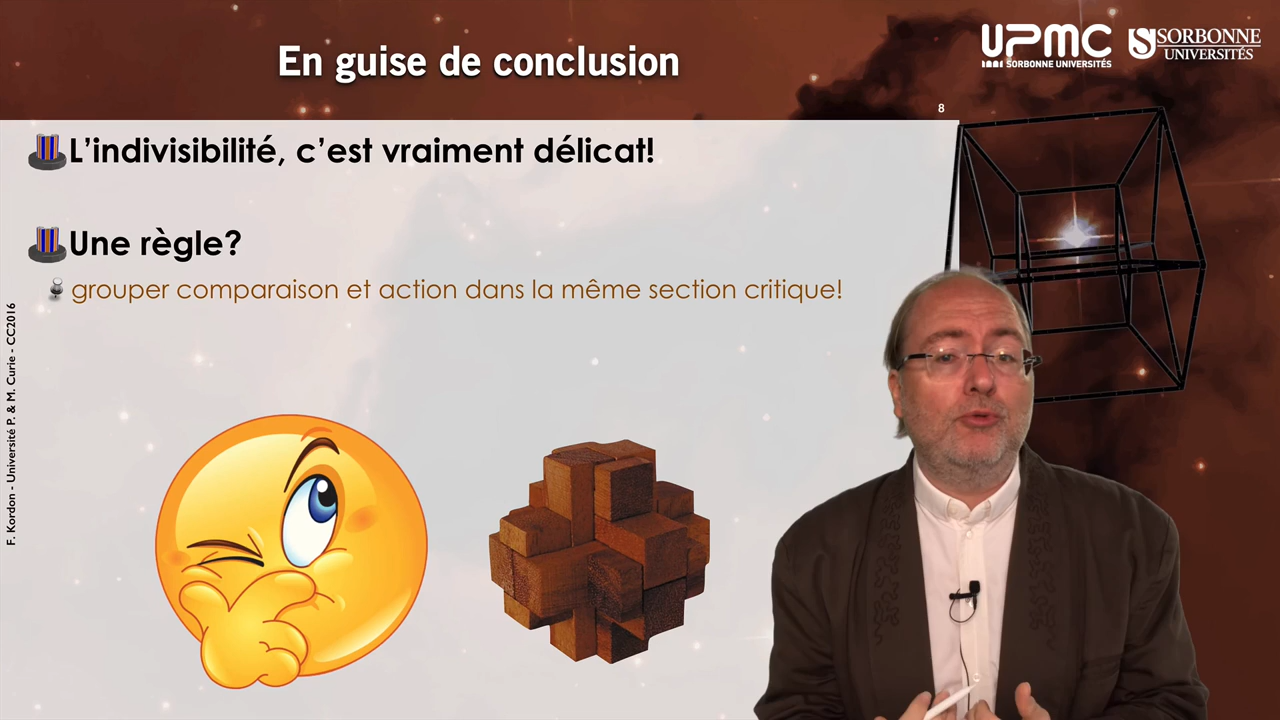 En guise de conclusion
UPMC
SORBONNE UNIVERSITÉS
SORBONNE
UNIVERSITÉS
8
L’indivisibilité, c’est vraiment délicat!
Une règle?
grouper comparaison et action dans la même section critique!
F. Kordon - Université P. & M. Curie - CC2016